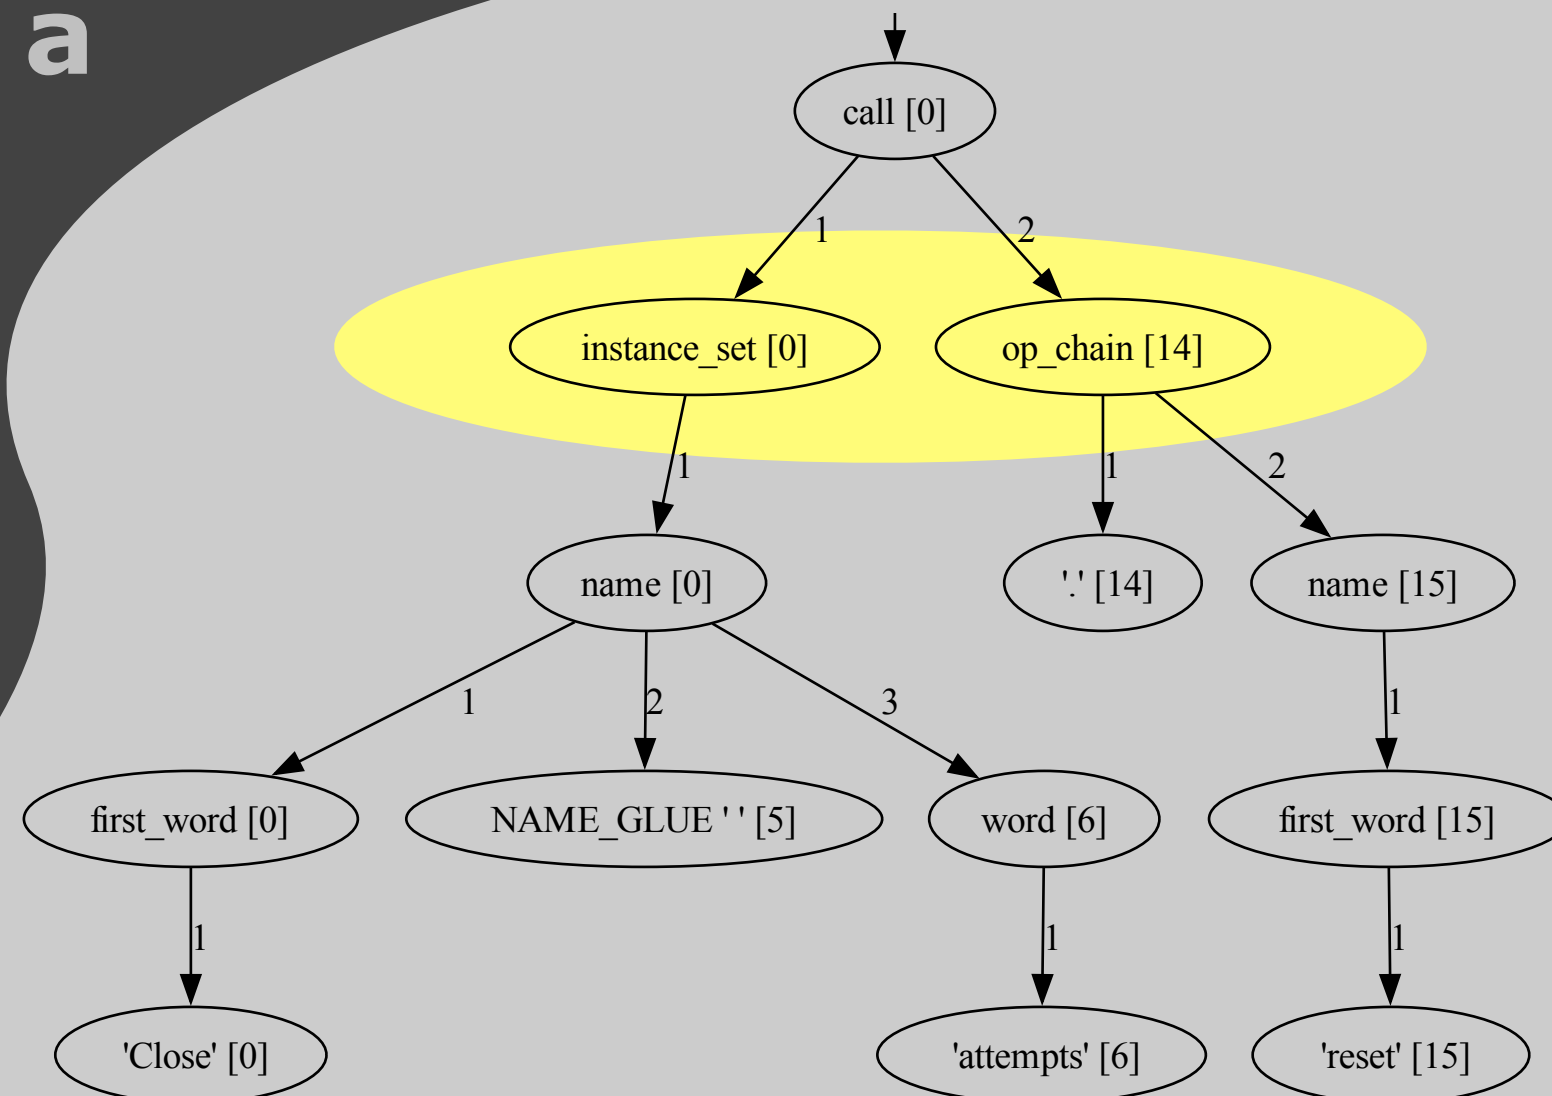 a
call [0]
1
2
instance_set [0]
op_chain [14]
1
1
2
name [0]
'.' [14]
name [15]
1
2
3
1
first_word [0]
NAME_GLUE ' ' [5]
word [6]
first_word [15]
1
1
1
'Close' [0]
'attempts' [6]
'reset' [15]